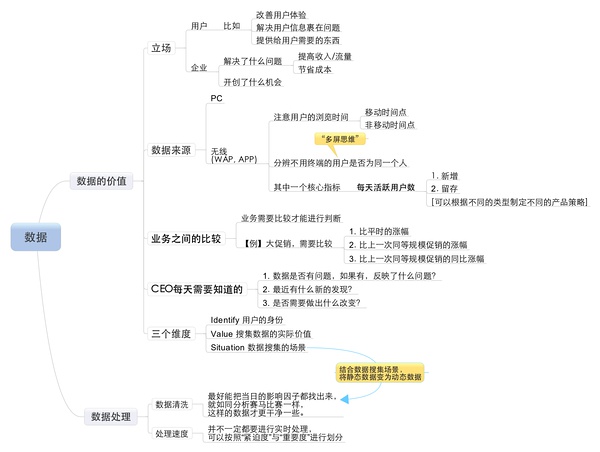 数据
数据的价值
立场
用户
比如
改善用户体验
解决用户信息裹在问题
提供给用户需要的东西
企业
解决了什么问题
提高收入/流量
节省成本
开创了什么机会
数据来源
PC
无线
(WAP, APP)
注意用户的浏览时间
移动时间点
非移动时间点
“多屏思维”
分辨不用终端的用户是否为同一个人
其中一个核心指标
每天活跃用户数
1. 新增
2. 留存
[可以根据不同的类型制定不同的产品策略]
业务之间的比较
业务需要比较才能进行判断
【例】大促销，需要比较
1. 比平时的涨幅
2. 比上一次同等规模促销的涨幅
3. 比上一次同等规模促销的同比涨幅
CEO每天需要知道的
1. 数据是否有问题，如果有，反映了什么问题?
2. 最近有什么新的发现?
3. 是否需要做出什么改变?
三个维度
Identify 用户的身份
Value 搜集数据的实际价值
Situation 数据搜集的场景
结合数据搜集场景，
将静态数据变为动态数据
数据处理
数据清洗
最好能把当日的影响因子都找出来，
就如同分析赛马比赛一样，
这样的数据才更干净一些。
处理速度
并不一定都要进行实时处理，
可以按照“紧迫度”与“重要度”进行划分